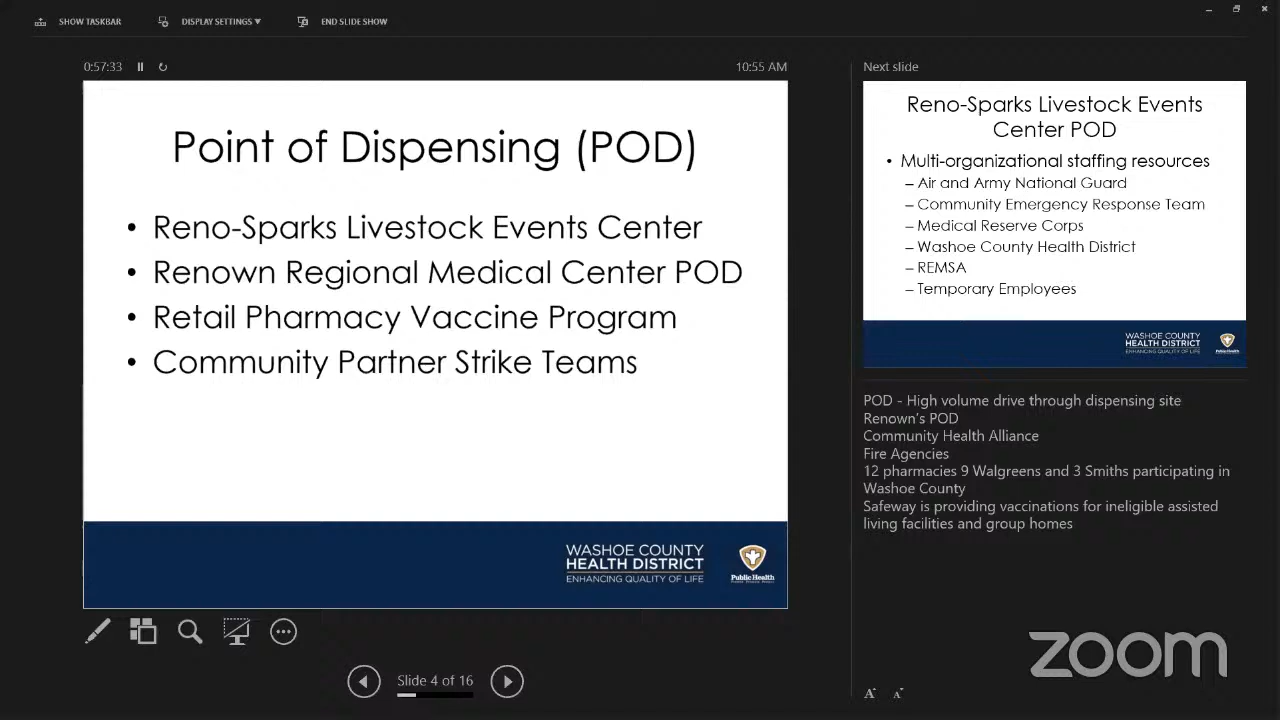 SHOW TASKBAR
DISPLAY SETTINGS ▼
END SLIDE SHOW
0:57:33
10:55 AM
Point of Dispensing (POD)
• Reno-Sparks Livestock Events Center
• Renown Regional Medical Center POD
• Retail Pharmacy Vaccine Program
• Community Partner Strike Teams
WASHOE COUNTY
HEALTH DISTRICT
ENHANCING QUALITY OF LIFE
Public Health
Slide 4 of 16
Next slide
Reno-Sparks Livestock Events
Center POD
• Multi-organizational staffing resources
– Air and Army National Guard
– Community Emergency Response Team
– Medical Reserve Corps
– Washoe County Health District
– REMSA
– Temporary Employees
WASHOE COUNTY
HEALTH DISTRICT
ENHANCING QUALITY OF LIFE
Public Health
POD - High volume drive through dispensing site
Renown's POD
Community Health Alliance
Fire Agencies
12 pharmacies 9 Walgreens and 3 Smiths participating in
Washoe County
Safeway is providing vaccinations for ineligible assisted
living facilities and group homes
zoom
A A